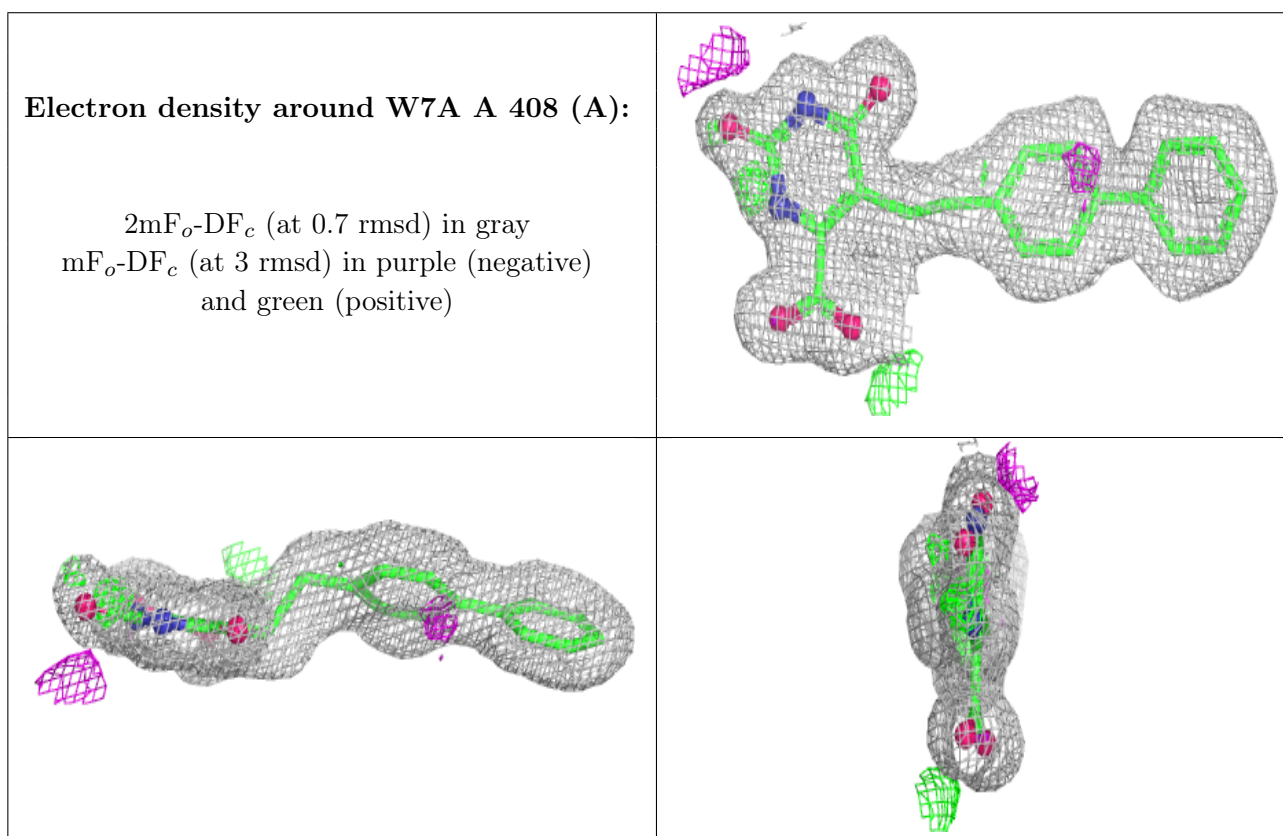 Electron density around W7A A 408 (A):
2mFₒ-DF𝑐 (at 0.7 rmsd) in gray
mFₒ-DF𝑐 (at 3 rmsd) in purple (negative)
and green (positive)